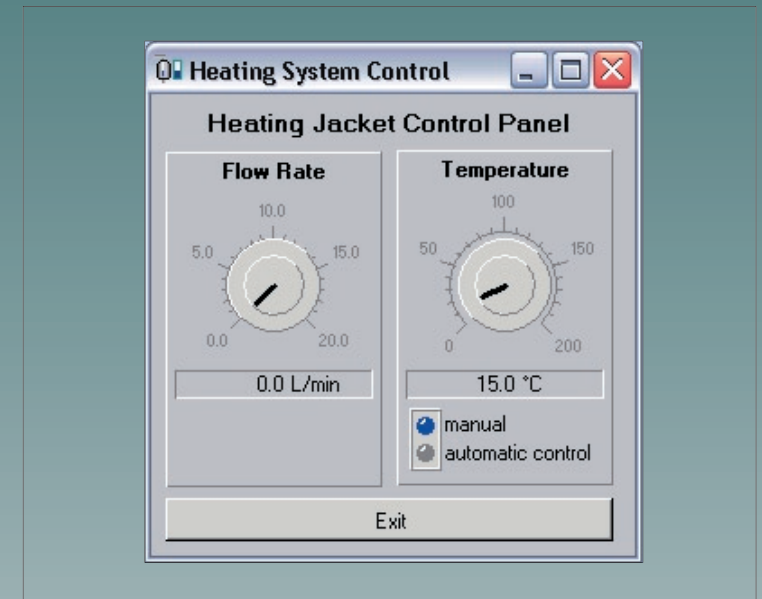 Heating System Control
Heating Jacket Control Panel
Flow Rate
10.0
5.0
15.0
0.0
20.0
0.0 L/min
Temperature
100
50
150
0
200
15.0 °C
manual
automatic control
Exit